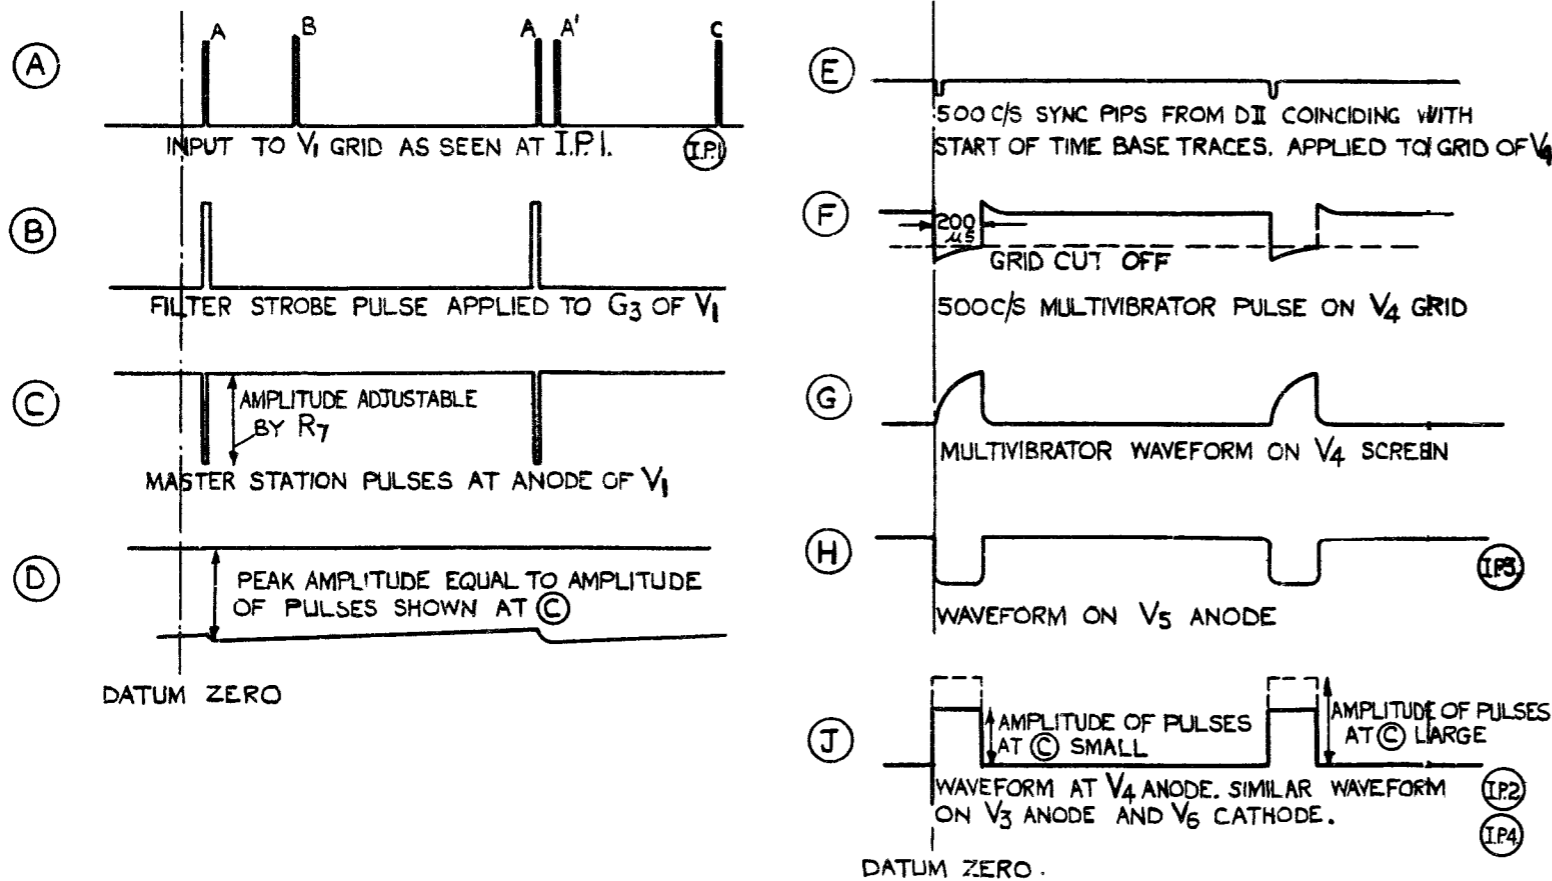 A
A
B
A
A'
C
INPUT TO V1 GRID AS SEEN AT I.P.1.
I.P.1
B
FILTER STROBE PULSE APPLIED TO G3 OF V1
C
AMPLITUDE ADJUSTABLE
BY R7
MASTER STATION PULSES AT ANODE OF V1
D
PEAK AMPLITUDE EQUAL TO AMPLITUDE
OF PULSES SHOWN AT C
DATUM ZERO
E
500 C/S SYNC PIPS FROM DII COINCIDING WITH
START OF TIME BASE TRACES. APPLIED TO GRID OF V9
F
200
μS
GRID CUT OFF
500C/S MULTIVIBRATOR PULSE ON V4 GRID
G
MULTIVIBRATOR WAVEFORM ON V4 SCREEN
H
I.P.3.
WAVEFORM ON V5 ANODE
J
AMPLITUDE OF PULSES
AT C SMALL
AMPLITUDE OF PULSES
AT C LARGE
WAVEFORM AT V4 ANODE. SIMILAR WAVEFORM
ON V3 ANODE AND V6 CATHODE.
I.P.2
I.P.4.
DATUM ZERO.